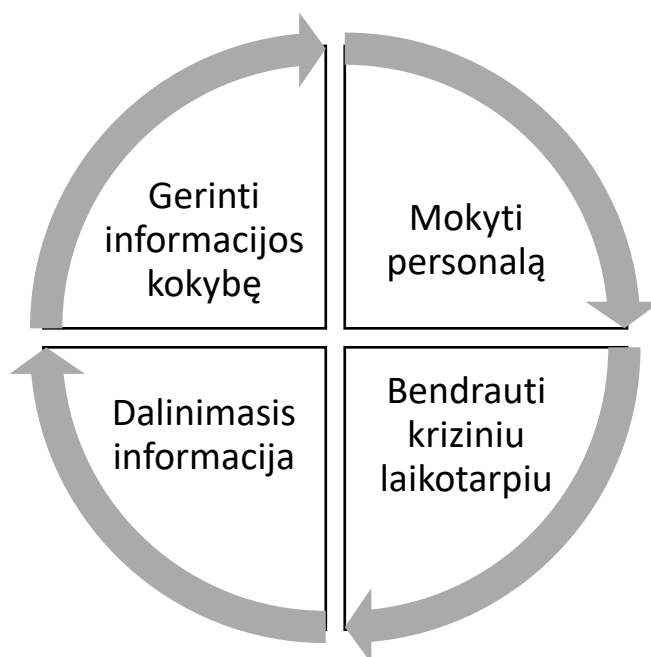 Gerinti
informacijos
kokybę
Mokyti
personalą
Dalinimasis
informacija
Bendrauti
kriziniu
laikotarpiu